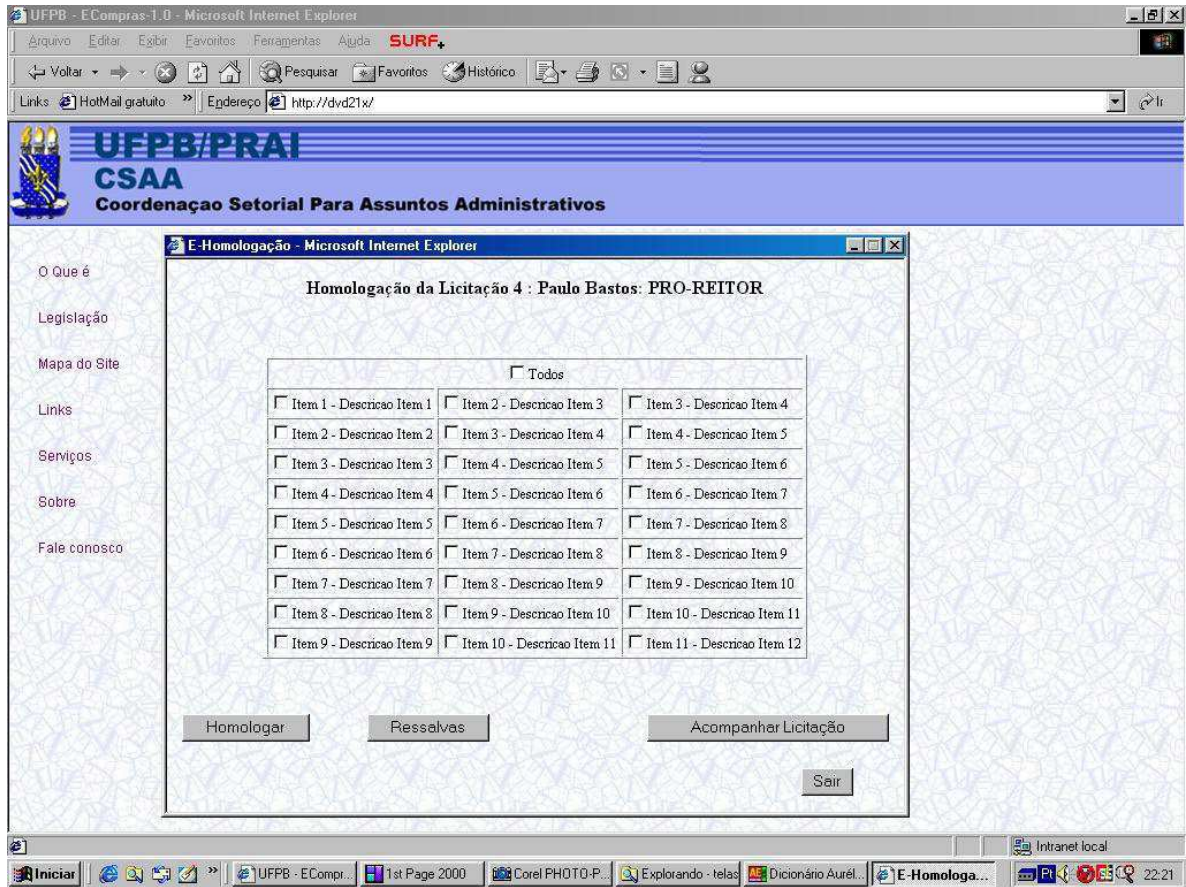 UFPB - ECompras-1.0 - Microsoft Internet Explorer
Arquivo Editar Exibir Favoritos Ferramentas Ajuda SURF+
Voltar Pesquisar Favoritos Histórico
Links HotMail gratuito » Endereço http://dvd21x/ Ir
UFPB/PRAI
CSAA
Coordenaçao Setorial Para Assuntos Administrativos
O Que é
Legislação
Mapa do Site
Links
Serviços
Sobre
Fale conosco
E-Homologação - Microsoft Internet Explorer
Homologação da Licitação 4 : Paulo Bastos: PRO-REITOR
Todos
Item 1 - Descricao Item 1 Item 2 - Descricao Item 3 Item 3 - Descricao Item 4
Item 2 - Descricao Item 2 Item 3 - Descricao Item 4 Item 4 - Descricao Item 5
Item 3 - Descricao Item 3 Item 4 - Descricao Item 5 Item 5 - Descricao Item 6
Item 4 - Descricao Item 4 Item 5 - Descricao Item 6 Item 6 - Descricao Item 7
Item 5 - Descricao Item 5 Item 6 - Descricao Item 7 Item 7 - Descricao Item 8
Item 6 - Descricao Item 6 Item 7 - Descricao Item 8 Item 8 - Descricao Item 9
Item 7 - Descricao Item 7 Item 8 - Descricao Item 9 Item 9 - Descricao Item 10
Item 8 - Descricao Item 8 Item 9 - Descricao Item 10 Item 10 - Descricao Item 11
Item 9 - Descricao Item 9 Item 10 - Descricao Item 11 Item 11 - Descricao Item 12
Homologar Ressalvas Acompanhar Licitação
Sair
Intranet local
Iniciar » UFPB - ECompr... 1st Page 2000 Corel PHOTO-P... Explorando - telas Dicionário Aurél... E-Homologa... Pt 22:21